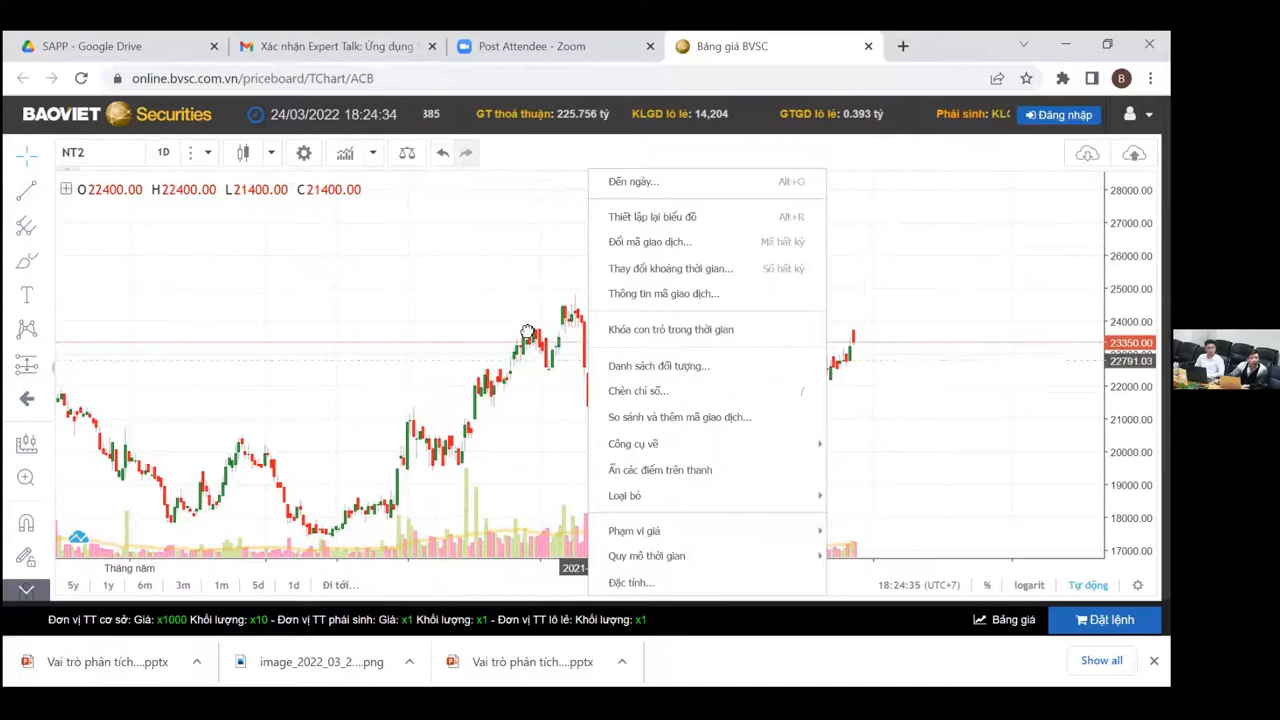 SAPP - Google Drive
Xác nhận Expert Talk: Ứng dụng
Post Attendee - Zoom
Bảng giá BVSC
online.bvsc.com.vn/priceboard/TChart/ACB
B
BAOVIET Securities
24/03/2022 18:24:34
385
GT thoả thuận: 225.756 tỷ
KLGD lô lẻ: 14,204
GTGD lô lẻ: 0.393 tỷ
Phái sinh: KLG
Đăng nhập
NT2
1D
O22400.00 H22400.00 L21400.00 C21400.00
Đến ngày... Alt+G
Thiết lập lại biểu đồ Alt+R
Đổi mã giao dịch... Mã bất kỳ
Thay đổi khoảng thời gian... Số bất kỳ
Thông tin mã giao dịch...
Khóa con trỏ trong thời gian
Danh sách đối tượng...
Chèn chỉ số... /
So sánh và thêm mã giao dịch...
Công cụ vẽ
Ẩn các điểm trên thanh
Loại bỏ
Phạm vi giá
Quy mô thời gian
Đặc tính...
28000.00
27000.00
26000.00
25000.00
24000.00
23350.00
22791.03
22000.00
21000.00
20000.00
19000.00
18000.00
17000.00
Tháng năm
2021-
5y 1y 6m 3m 1m 5d 1d Đi tới...
18:24:35 (UTC+7) % logarit Tự động
Đơn vị TT cơ sở: Giá: x1000 Khối lượng: x10 - Đơn vị TT phái sinh: Giá: x1 Khối lượng: x1 - Đơn vị TT lô lẻ: Khối lượng: x1
Bảng giá
Đặt lệnh
Vai trò phân tích....pptx
image_2022_03_2....png
Vai trò phân tích....pptx
Show all